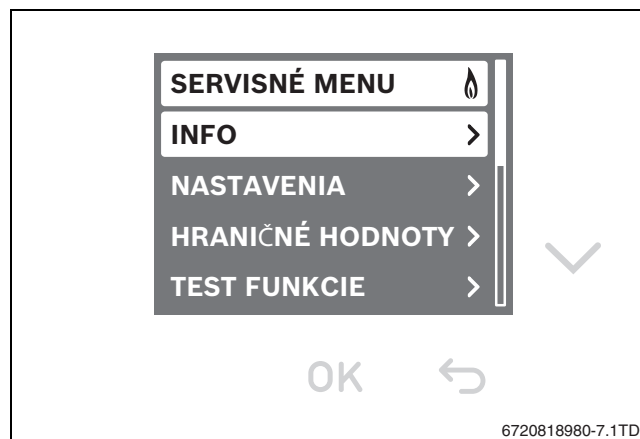 SERVISNÉ MENU
INFO
NASTAVENIA
HRANIČNÉ HODNOTY
TEST FUNKCIE
OK
6720818980-7.1TD